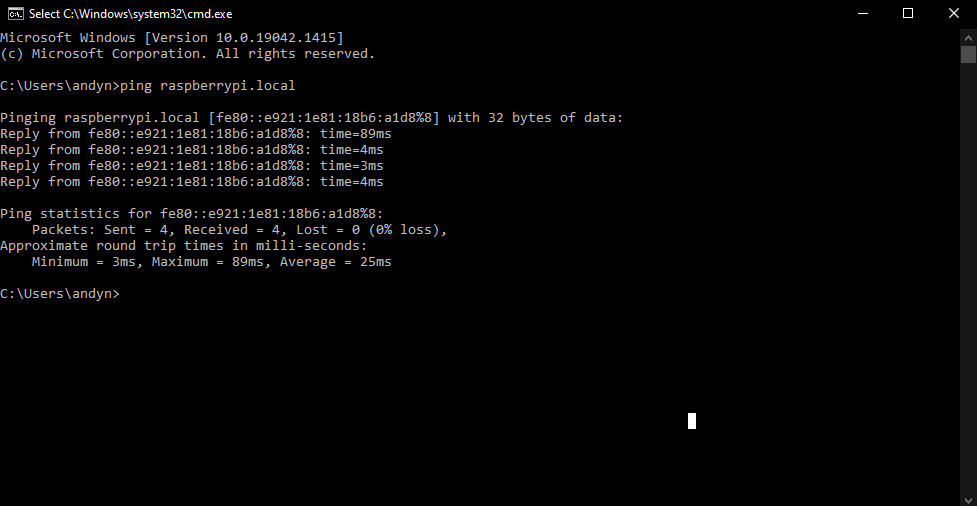 Select C:\Windows\system32\cmd.exe
Microsoft Windows [Version 10.0.19042.1415]
(c) Microsoft Corporation. All rights reserved.
C:\Users\andyn>ping raspberrypi.local
Pinging raspberrypi.local [fe80::e921:1e81:18b6:a1d8%8] with 32 bytes of data:
Reply from fe80::e921:1e81:18b6:a1d8%8: time=89ms
Reply from fe80::e921:1e81:18b6:a1d8%8: time=4ms
Reply from fe80::e921:1e81:18b6:a1d8%8: time=3ms
Reply from fe80::e921:1e81:18b6:a1d8%8: time=4ms
Ping statistics for fe80::e921:1e81:18b6:a1d8%8:
    Packets: Sent = 4, Received = 4, Lost = 0 (0% loss),
Approximate round trip times in milli-seconds:
    Minimum = 3ms, Maximum = 89ms, Average = 25ms
C:\Users\andyn>